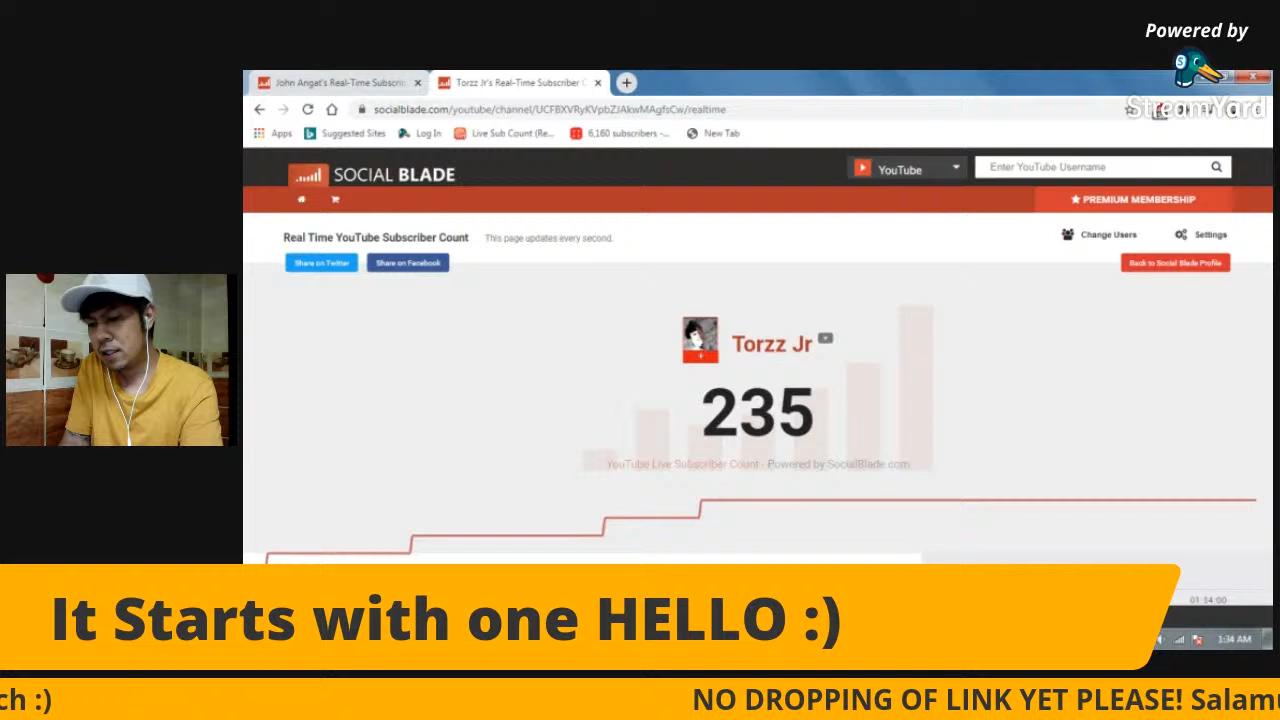 Powered by
StreamYard
John Angat's Real-Time Subscrib
Torzz Jr's Real-Time Subscriber C
socialblade.com/youtube/channel/UCFBXVRyKVpbZJAkwMAgfsCw/realtime
Apps Suggested Sites Log In Live Sub Count (Re... 6,160 subscribers -... New Tab
SOCIAL BLADE
YouTube
Enter YouTube Username
PREMIUM MEMBERSHIP
Real Time YouTube Subscriber Count This page updates every second.
Change Users Settings
Share on Twitter Share on Facebook
Back to Social Blade Profile
Torzz Jr
235
YouTube Live Subscriber Count - Powered by SocialBlade.com
01:34:00
It Starts with one HELLO :)
1:34 AM
ch :) NO DROPPING OF LINK YET PLEASE! Salam